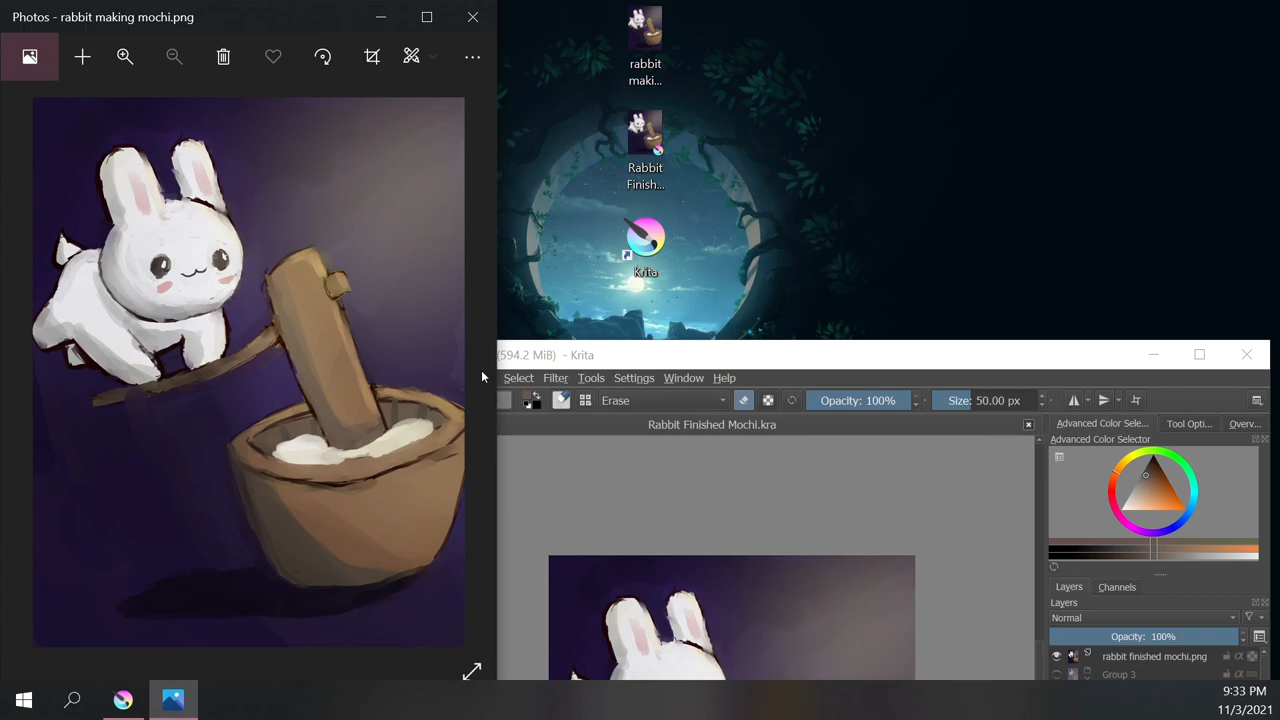 Photos - rabbit making mochi.png
rabbit
maki...
Rabbit
Finish...
Krita
(594.2 MiB) - Krita
Select Filter Tools Settings Window Help
Erase Opacity: 100% Size: 50.00 px
Rabbit Finished Mochi.kra
Advanced Color Sele... Tool Opti... Overv...
Advanced Color Selector
Layers Channels
Layers
Normal
Opacity: 100%
rabbit finished mochi.png
Group 3
9:33 PM
11/3/2021